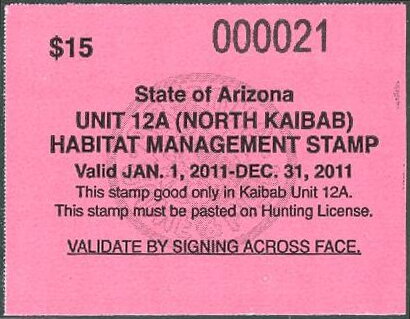 $15 000021
State of Arizona
UNIT 12A (NORTH KAIBAB)
HABITAT MANAGEMENT STAMP
Valid JAN. 1, 2011-DEC. 31, 2011
This stamp good only in Kaibab Unit 12A.
This stamp must be pasted on Hunting License.
VALIDATE BY SIGNING ACROSS FACE.